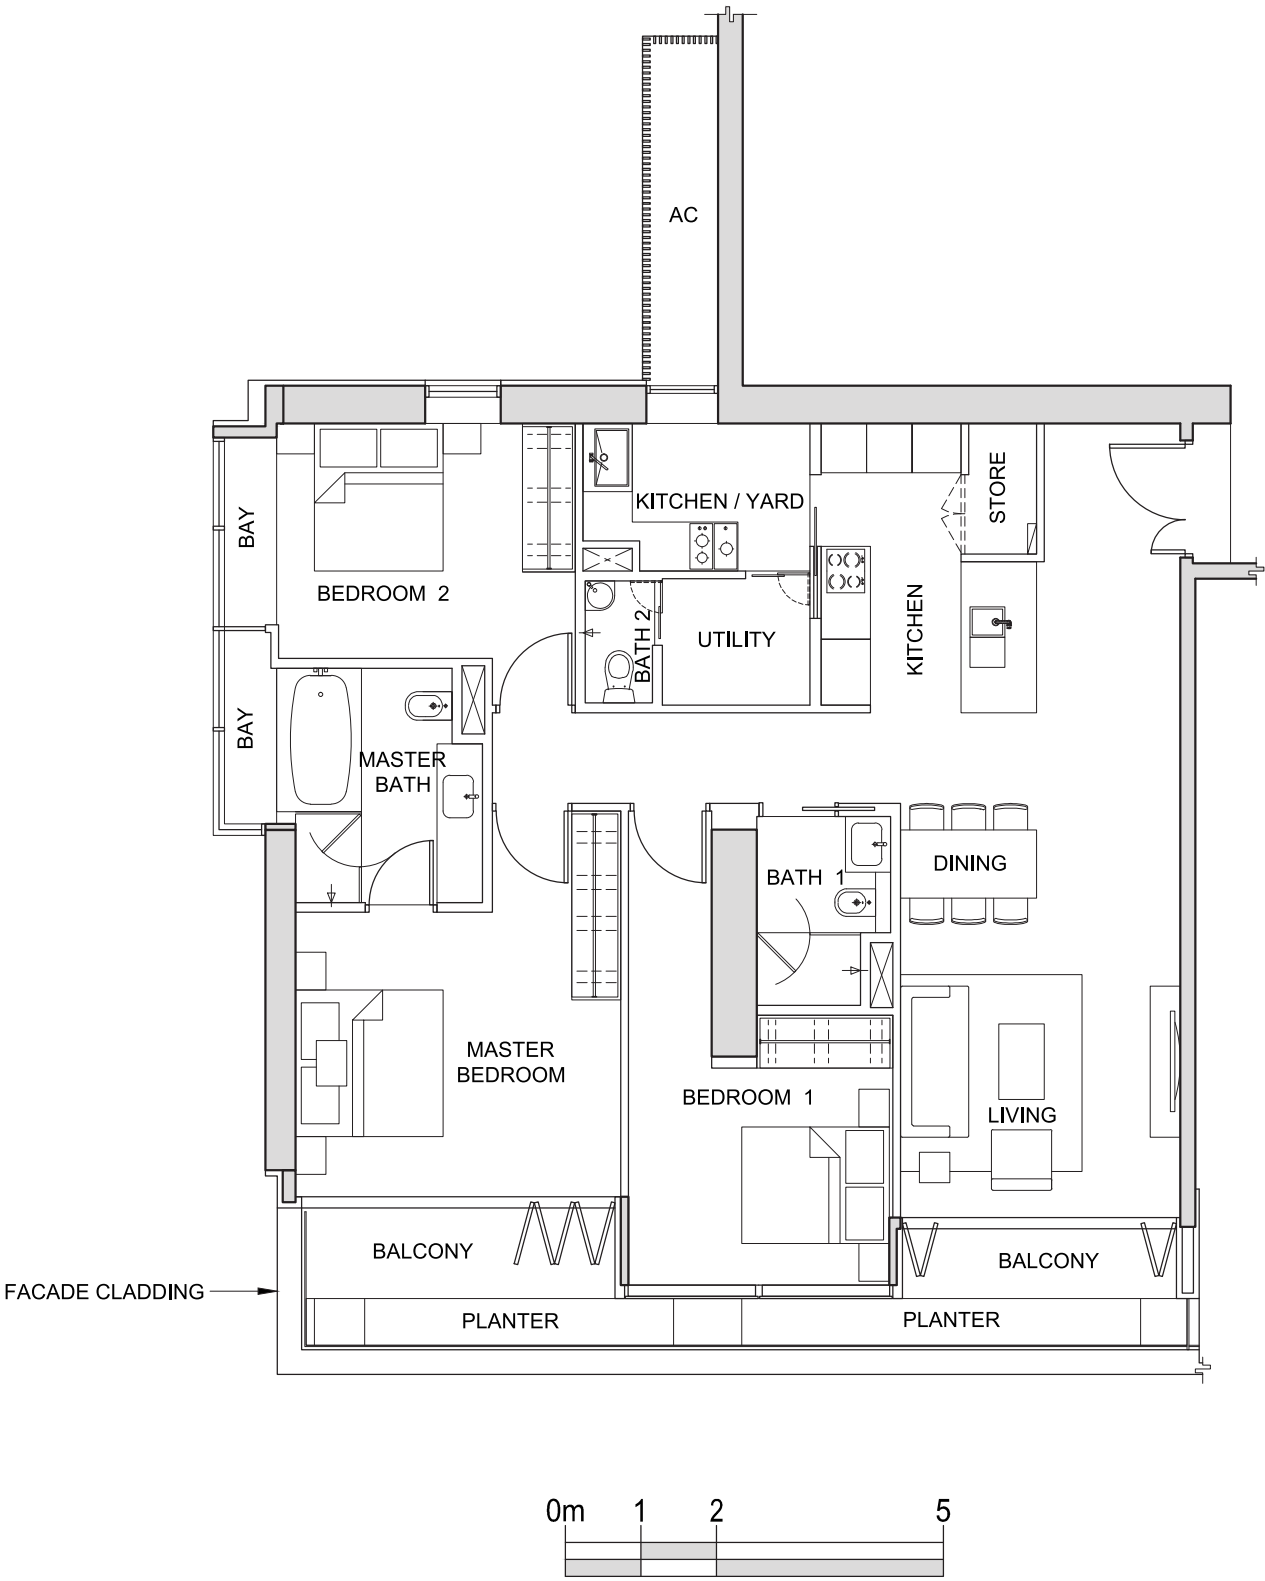 AC
KITCHEN / YARD
STORE
BAY
BEDROOM 2
BATH 2
UTILITY
KITCHEN
BAY
MASTER
BATH
BATH 1
DINING
MASTER
BEDROOM
BEDROOM 1
LIVING
BALCONY
BALCONY
FACADE CLADDING
PLANTER
PLANTER
0m 1 2 5